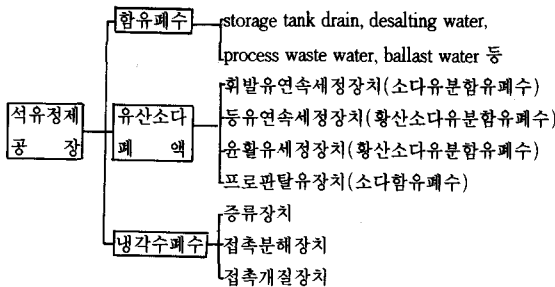 함유폐수
storage tank drain, desalting water,
process waste water, ballast water 등
석유정제
공 장
유산소다
폐 액
휘발유연속세정장치(소다유분함유폐수)
등유연속세정장치(황산소다유분함유폐수)
윤활유세정장치(황산소다유분함유폐수)
프로판탈유장치(소다함유폐수)
냉각수폐수
증류장치
접촉분해장치
접촉개질장치